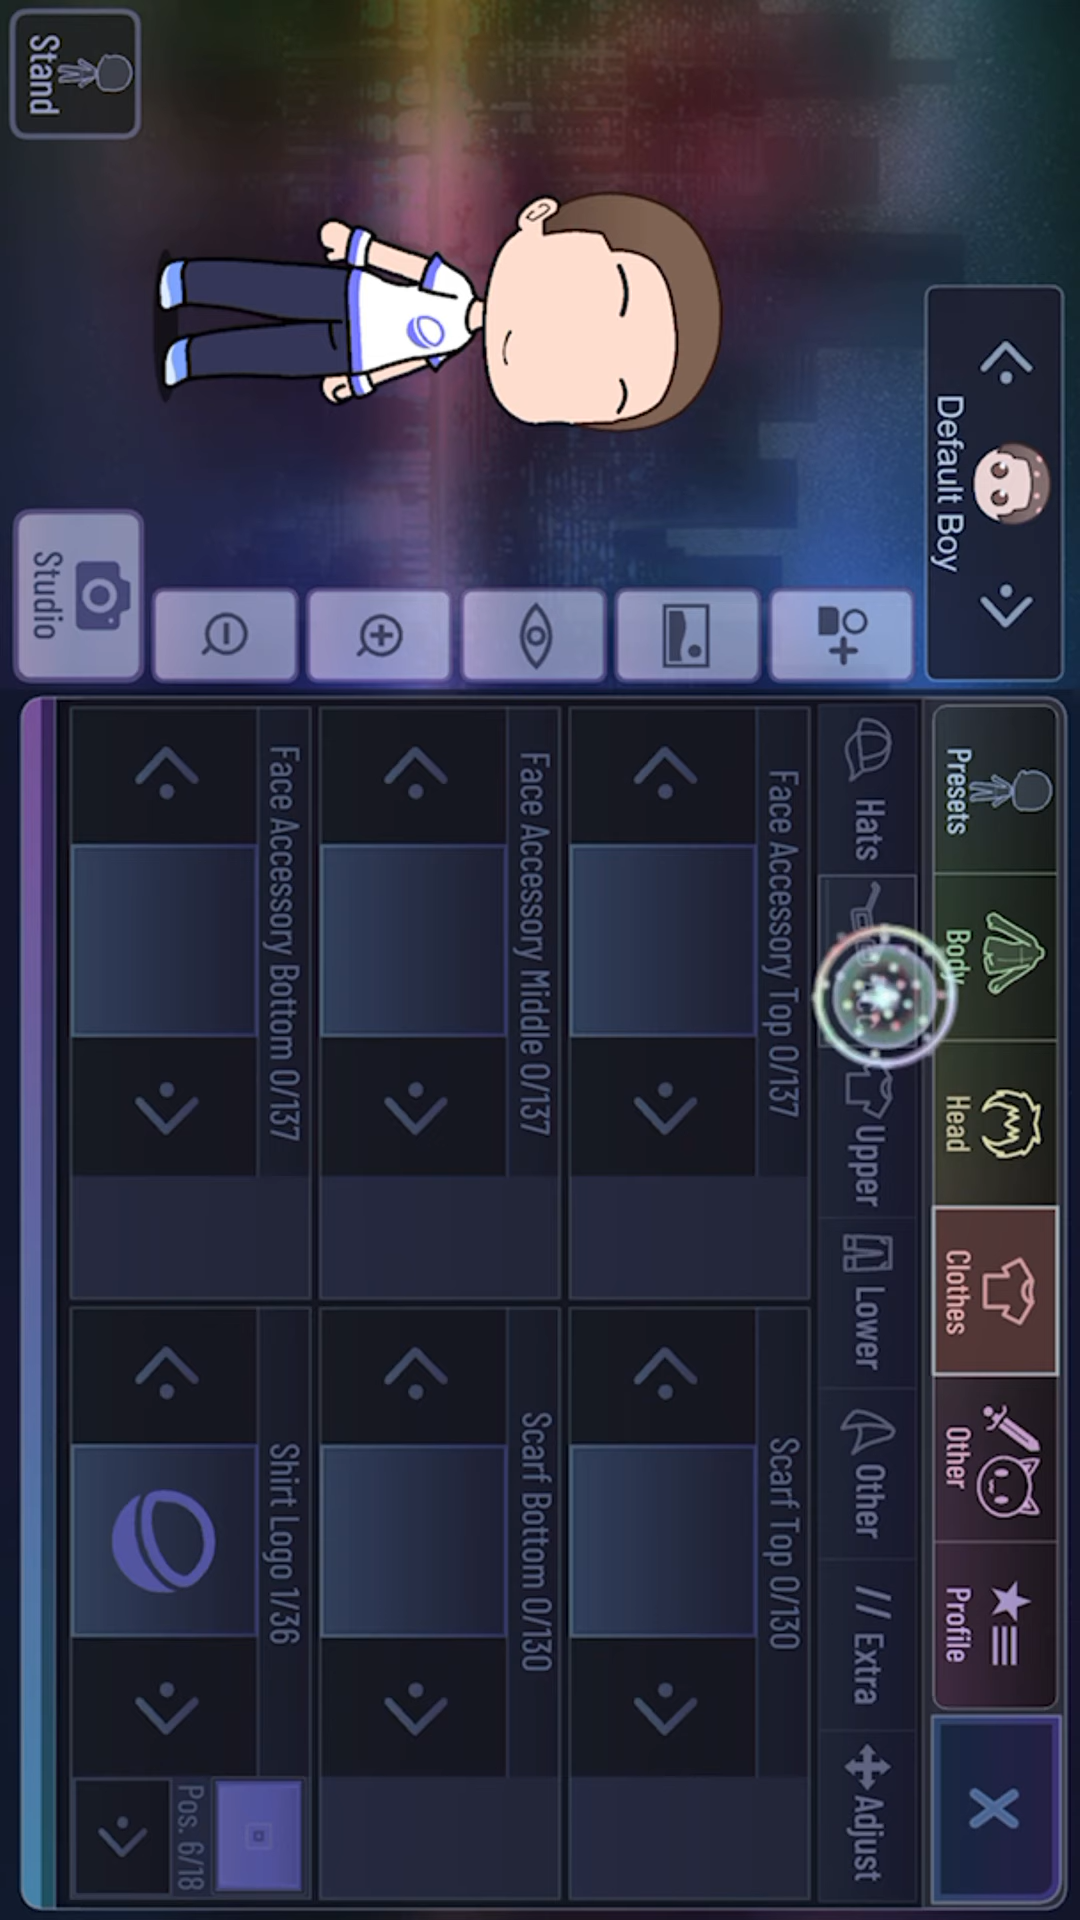 Stand
Default Boy
Studio
Presets
Body
Head
Clothes
Other
Profile
X
Hats
Upper
Lower
Other
// Extra
Adjust
Face Accessory Top 0/137
Scarf Top 0/130
Face Accessory Middle 0/137
Scarf Bottom 0/130
Face Accessory Bottom 0/137
Shirt Logo 1/36
Pos. 6/18